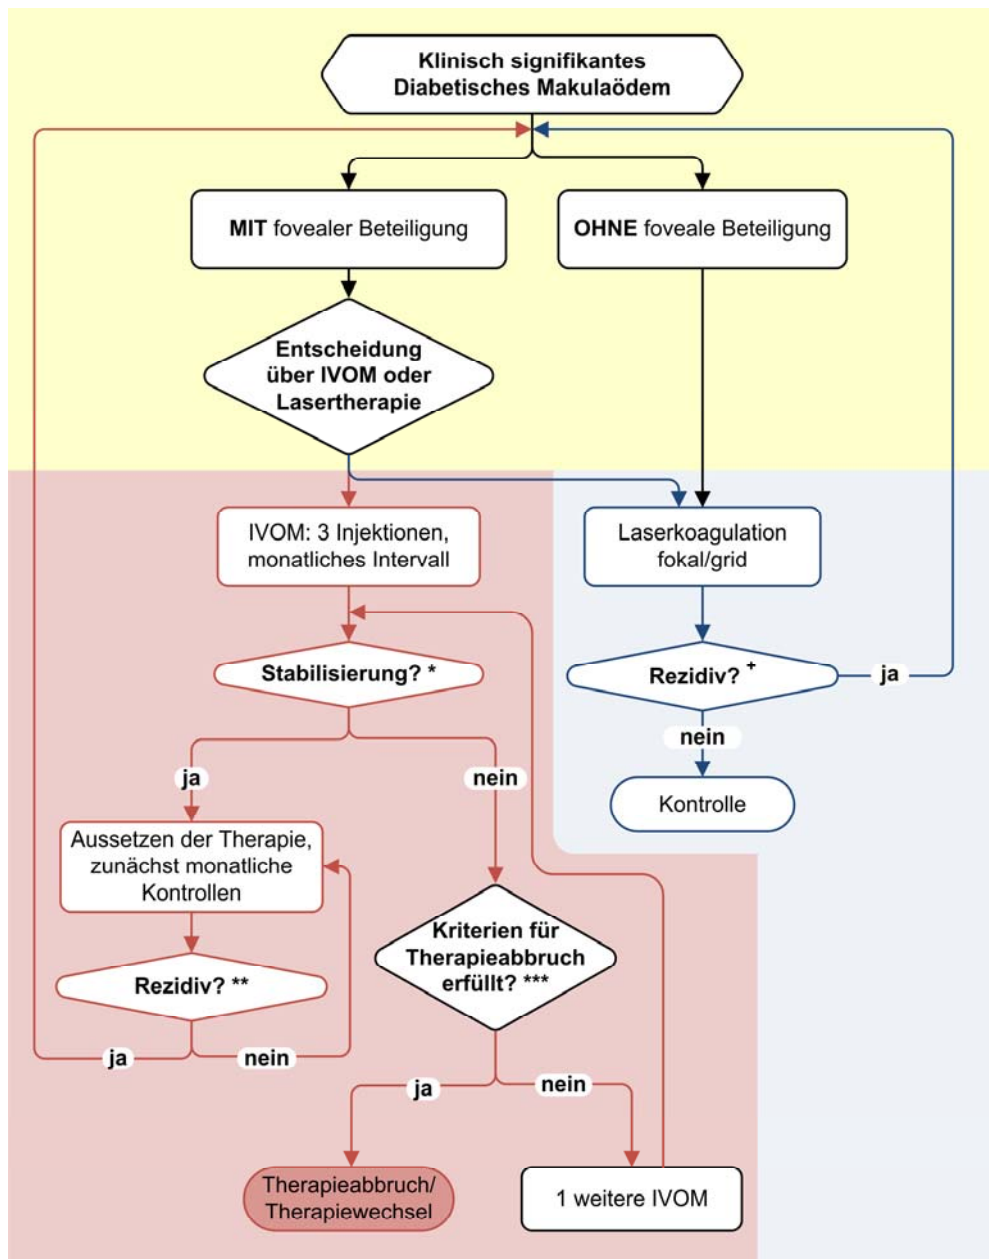 Klinisch signifikantes
Diabetisches Makulaödem
MIT fovealer Beteiligung
OHNE foveale Beteiligung
Entscheidung
über IVOM oder
Lasertherapie
IVOM: 3 Injektionen,
monatliches Intervall
Laserkoagulation
fokal/grid
Stabilisierung? *
Rezidiv? +
ja
nein
ja
nein
Kontrolle
Aussetzen der Therapie,
zunächst monatliche
Kontrollen
Kriterien für
Therapieabbruch
erfüllt? ***
Rezidiv? **
ja
nein
ja
nein
Therapieabbruch/
Therapiewechsel
1 weitere IVOM